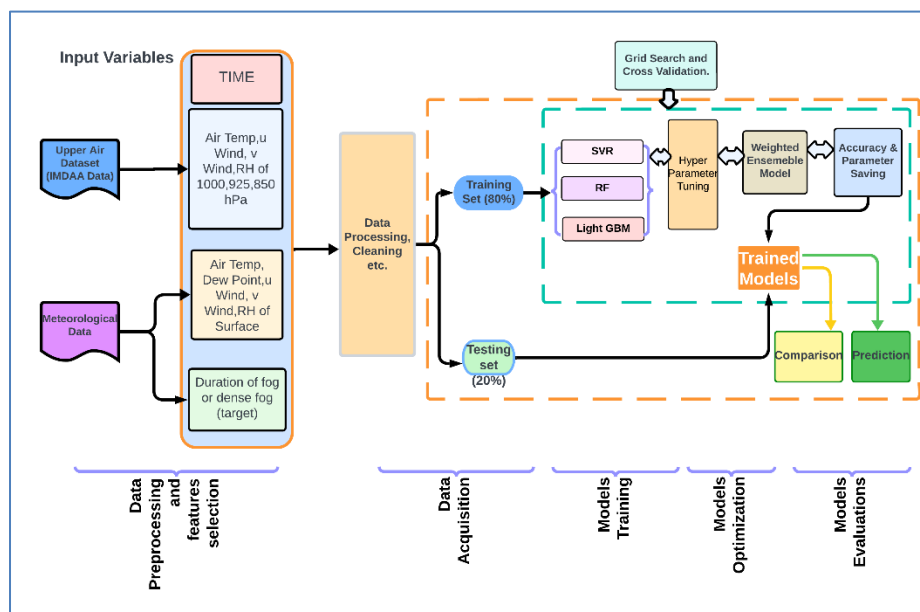 Input Variables
TIME
Upper Air
Dataset
(IMDAA Data)
Air Temp,u
Wind, v
Wind,RH of
1000,925,850
hPa
Meteorological
Data
Air Temp,
Dew Point,u
Wind, v
Wind,RH of
Surface
Duration of fog
or dense fog
(target)
Data
Processing,
Cleaning
etc.
Training
Set (80%)
Testing
set
(20%)
Grid Search and
Cross Validation.
SVR
RF
Light GBM
Hyper
Parameter
Tuning
Weighted
Ensemeble
Model
Accuracy &
Parameter
Saving
Trained
Models
Comparison
Prediction
Data
Preprocessing
and
features
selection
Data
Acquisition
Models
Training
Models
Optimization
Models
Evaluations